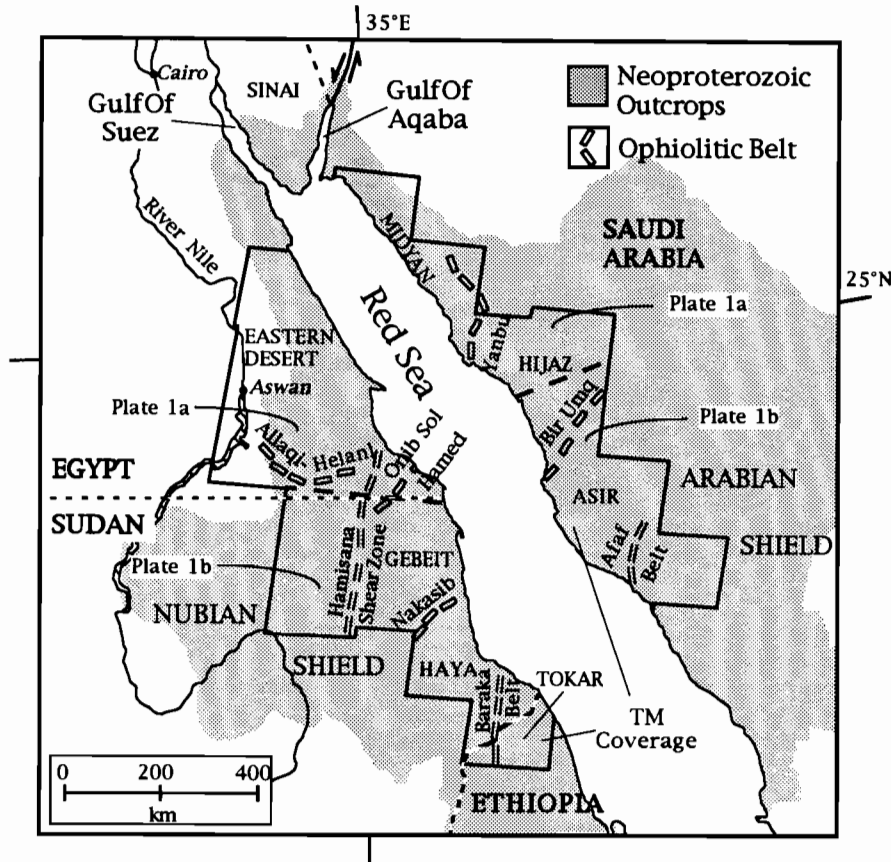 35°E
Cairo
SINAI
Gulf Of
Suez
Gulf Of
Aqaba
Neoproterozoic
Outcrops
Ophiolitic Belt
River Nile
MIDYAN
SAUDI
ARABIA
25°N
Red Sea
Yanbu
Plate 1a
EASTERN
DESERT
HIJAZ
Aswan
Plate 1a
Bir Umq
Plate 1b
Allaqi-
Heiani
Onib Sol
Hamed
EGYPT
SUDAN
ARABIAN
ASIR
Afaf
Belt
SHIELD
Hamisana
Shear Zone
GEBEIT
Plate 1b
Nakasib
NUBIAN
SHIELD
HAYA
TOKAR
Baraka
Belt
TM
Coverage
0 200 400
km
ETHIOPIA